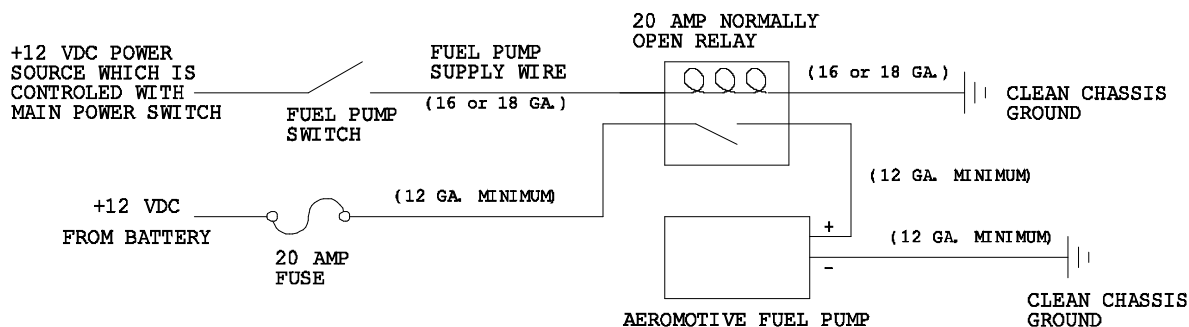 +12 VDC POWER
SOURCE WHICH IS
CONTROLED WITH
MAIN POWER SWITCH
FUEL PUMP
SWITCH
FUEL PUMP
SUPPLY WIRE
(16 or 18 GA.)
20 AMP NORMALLY
OPEN RELAY
(16 or 18 GA.)
CLEAN CHASSIS
GROUND
+12 VDC
FROM BATTERY
20 AMP
FUSE
(12 GA. MINIMUM)
(12 GA. MINIMUM)
+
-
(12 GA. MINIMUM)
CLEAN CHASSIS
GROUND
AEROMOTIVE FUEL PUMP